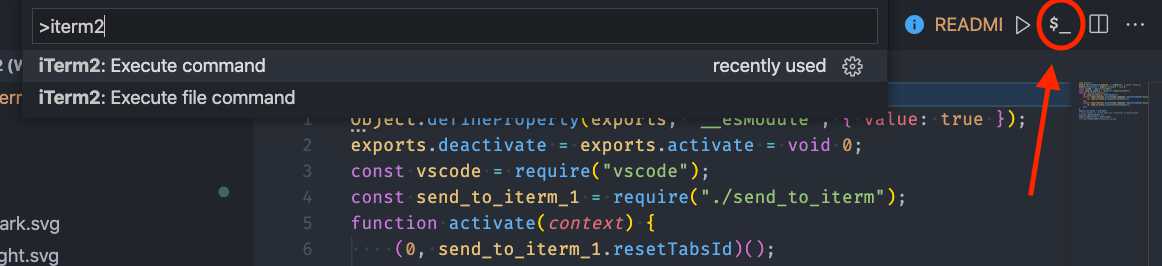 >iterm2
READMI
$_
2 (W
iTerm2: Execute command
recently used
iTerm2: Execute file command
1 Object.defineProperty(exports, "__esModule", { value: true });
2 exports.deactivate = exports.activate = void 0;
3 const vscode = require("vscode");
4 const send_to_iterm_1 = require("./send_to_iterm");
5 function activate(context) {
ark.svg
6 (0, send_to_iterm_1.resetTabsId)();
ght.svg